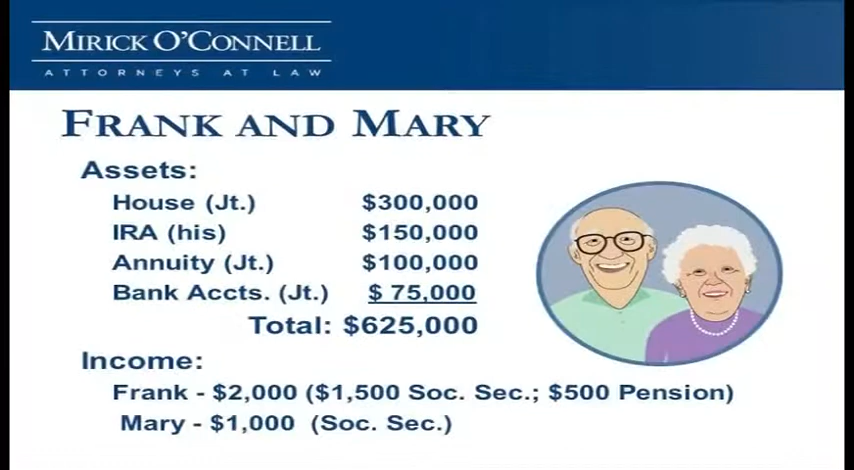 MIRICK O'CONNELL
ATTORNEYS AT LAW
FRANK AND MARY
Assets:
House (Jt.) $300,000
IRA (his) $150,000
Annuity (Jt.) $100,000
Bank Accts. (Jt.) $ 75,000
Total: $625,000
Income:
Frank - $2,000 ($1,500 Soc. Sec.; $500 Pension)
Mary - $1,000 (Soc. Sec.)